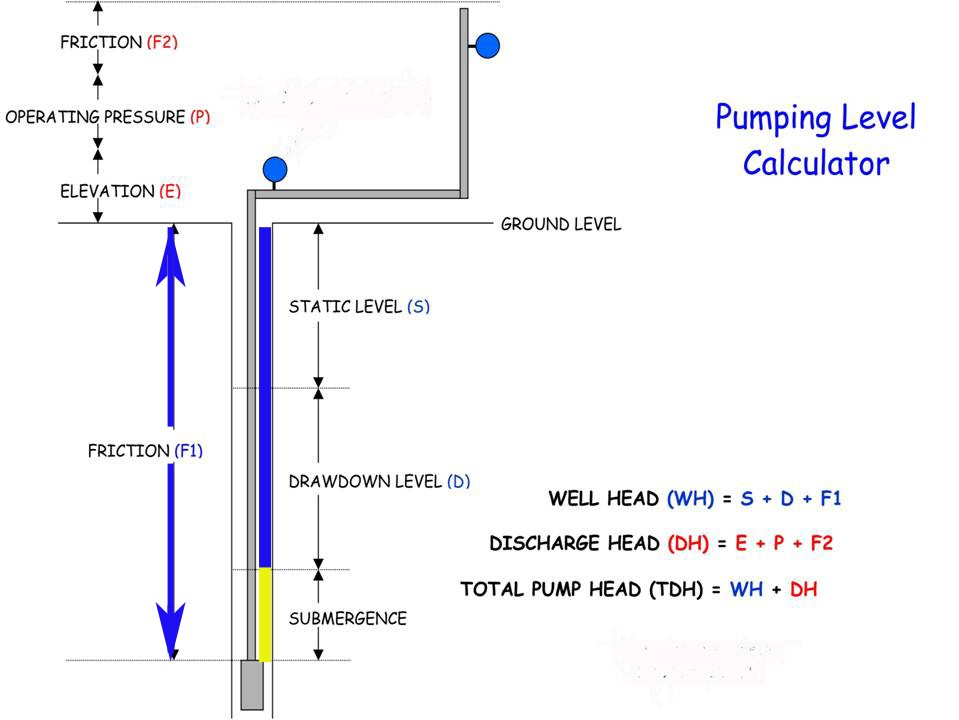 FRICTION (F2)
OPERATING PRESSURE (P)
Pumping Level
Calculator
ELEVATION (E)
GROUND LEVEL
STATIC LEVEL (S)
FRICTION (F1)
DRAWDOWN LEVEL (D)
WELL HEAD (WH) = S + D + F1
DISCHARGE HEAD (DH) = E + P + F2
TOTAL PUMP HEAD (TDH) = WH + DH
SUBMERGENCE